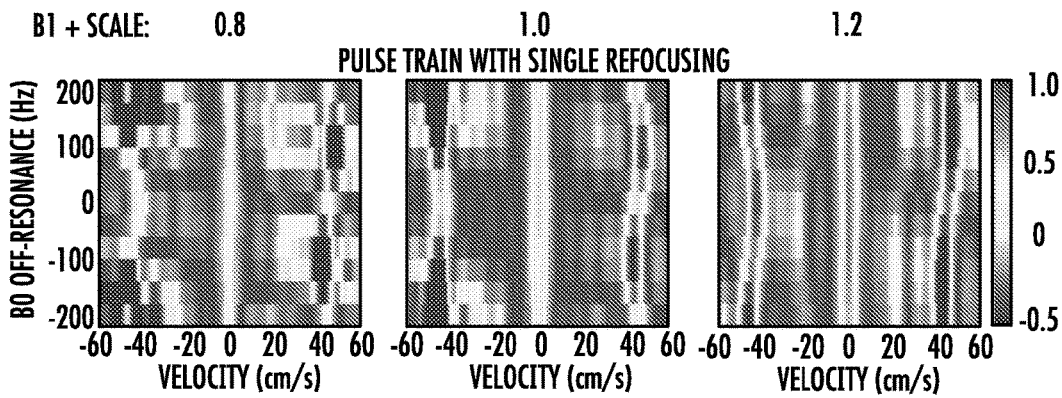 B1 + SCALE: 0.8 1.0 1.2
PULSE TRAIN WITH SINGLE REFOCUSING
B0 OFF-RESONANCE (Hz)
200
100
0
-100
-200
1.0
0.5
0
-0.5
-60 -40 -20 0 20 40 60 -40 -20 0 20 40 60 -60 -40 -20 0 20 40 60
VELOCITY (cm/s) VELOCITY (cm/s) VELOCITY (cm/s)